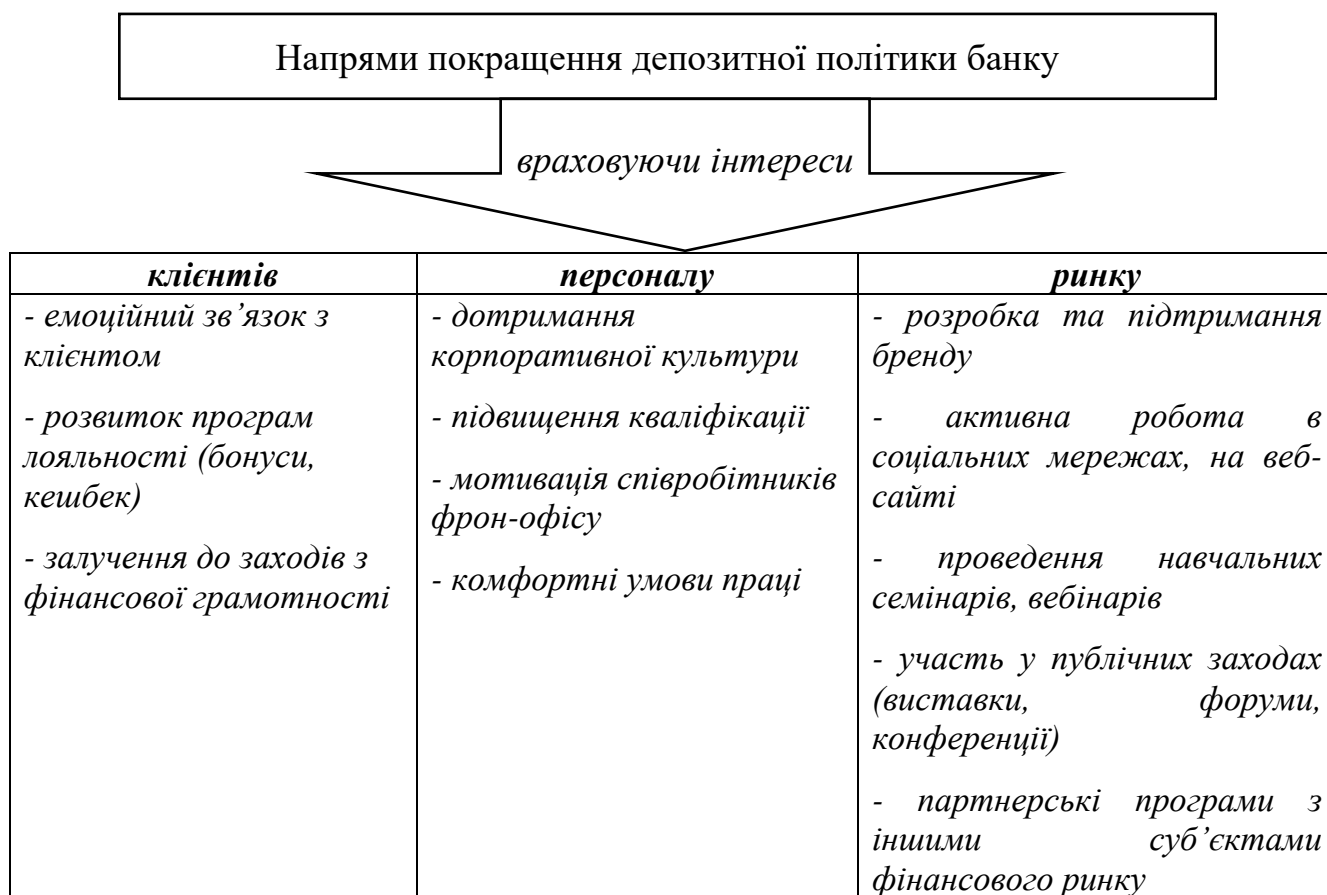 Напрями покращення депозитної політики банку
враховуючи інтереси
клієнтів
- емоційний зв’язок з
клієнтом
- розвиток програм
лояльності (бонуси,
кешбек)
- залучення до заходів з
фінансової грамотності
персоналу
- дотримання
корпоративної культури
- підвищення кваліфікації
- мотивація співробітників
фрон-офісу
- комфортні умови праці
ринку
- розробка та підтримання
бренду
- активна робота в
соціальних мережах, на веб-
сайті
- проведення навчальних
семінарів, вебінарів
- участь у публічних заходах
(виставки, форуми,
конференції)
- партнерські програми з
іншими суб’єктами
фінансового ринку